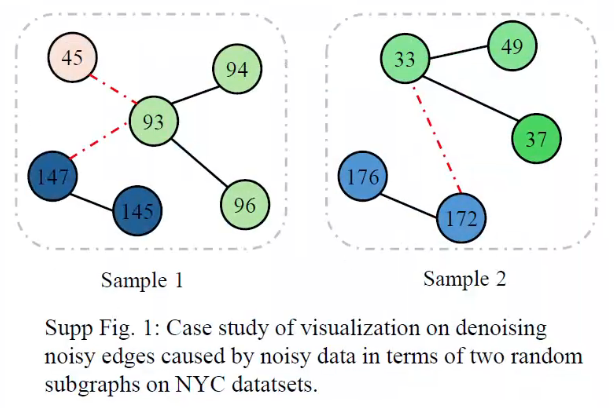 45
94
93
147
145
96
33
49
37
176
172
Sample 1
Sample 2
Supp Fig. 1: Case study of visualization on denoising
noisy edges caused by noisy data in terms of two random
subgraphs on NYC datatsets.